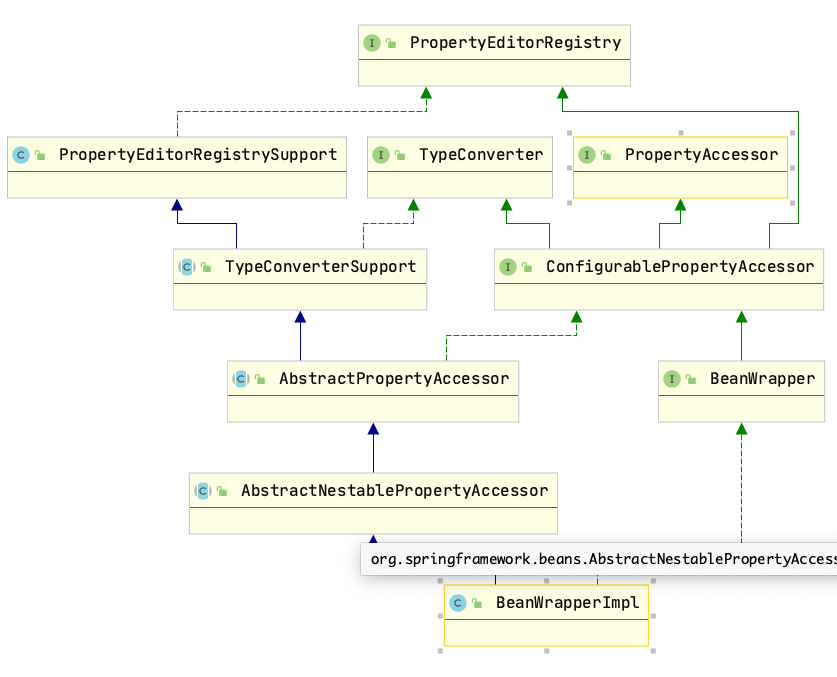 I PropertyEditorRegistry
C PropertyEditorRegistrySupport
I TypeConverter
I PropertyAccessor
C TypeConverterSupport
I ConfigurablePropertyAccessor
C AbstractPropertyAccessor
I BeanWrapper
C AbstractNestablePropertyAccessor
org.springframework.beans.AbstractNestablePropertyAccess
C BeanWrapperImpl